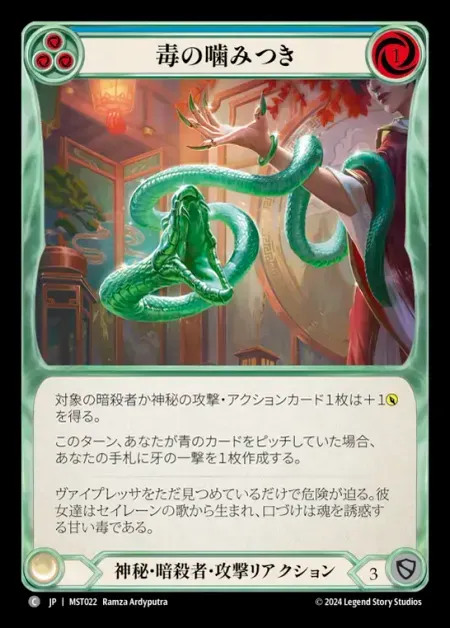 毒の噛みつき
1
対象の暗殺者か神秘の攻撃・アクションカード1枚は+1
を得る。
このターン、あなたが青のカードをピッチしていた場合、
あなたの手札に牙の一撃を1枚作成する。
ヴァイプレッサをただ見つめているだけで危険が迫る。彼
女達はセイレーンの歌から生まれ、口づけは魂を誘惑す
る甘い毒である。
神秘・暗殺者・攻撃リアクション
3
C JP | MST022 Ramza Ardyputra
© 2024 Legend Story Studios